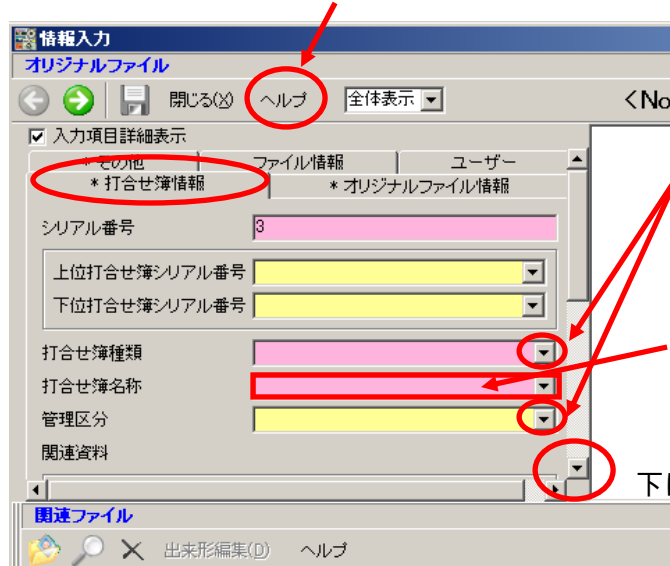 情報入力
オリジナルファイル
閉じる(X) ヘルプ 全体表示 <No
入力項目詳細表示
* その他 ファイル情報 ユーザー
* 打合せ簿情報 * オリジナルファイル情報
シリアル番号 3
上位打合せ簿シリアル番号
下位打合せ簿シリアル番号
打合せ簿種類
打合せ簿名称
管理区分
関連資料
下
関連ファイル
出来形編集(D) ヘルプ